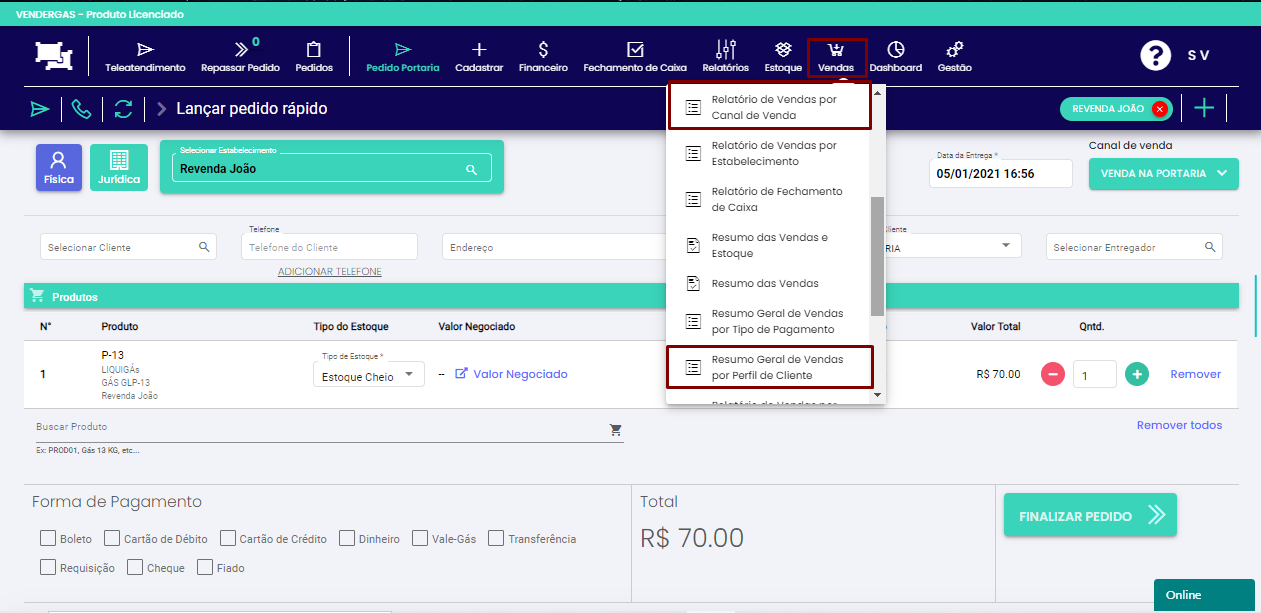 VENDERGAS - Produto Licenciado
Teleatendimento
0
Repassar Pedido
Pedidos
Pedido Portaria
Cadastrar
Financeiro
Fechamento de Caixa
Relatórios
Estoque
Vendas
Dashboard
Gestão
?
S V
Lançar pedido rápido
REVENDA JOÃO
Relatório de Vendas por
Canal de Venda
Relatório de Vendas por
Estabelecimento
Relatório de Fechamento
de Caixa
Resumo das Vendas e
Estoque
Resumo das Vendas
Resumo Geral de Vendas
por Tipo de Pagamento
Resumo Geral de Vendas
por Perfil de Cliente
Relatório de Vendas por
Física
Jurídica
Selecionar Estabelecimento
Revenda João
Data da Entrega *
05/01/2021 16:56
Canal de venda
VENDA NA PORTARIA
Selecionar Cliente
Telefone
Telefone do Cliente
ADICIONAR TELEFONE
Endereço
Cliente
RIA
Selecionar Entregador
Produtos
N°
Produto
Tipo do Estoque
Valor Negociado
Valor Total
Qntd.
1
P-13
LIQUIGÁs
GÁS GLP-13
Revenda João
Tipo de Estoque *
Estoque Cheio
--
Valor Negociado
R$ 70.00
1
Remover
Buscar Produto
Ex: PROD01, Gás 13 KG, etc...
Remover todos
Forma de Pagamento
Boleto
Cartão de Débito
Cartão de Crédito
Dinheiro
Vale-Gás
Transferência
Requisição
Cheque
Fiado
Total
R$ 70.00
FINALIZAR PEDIDO
Online